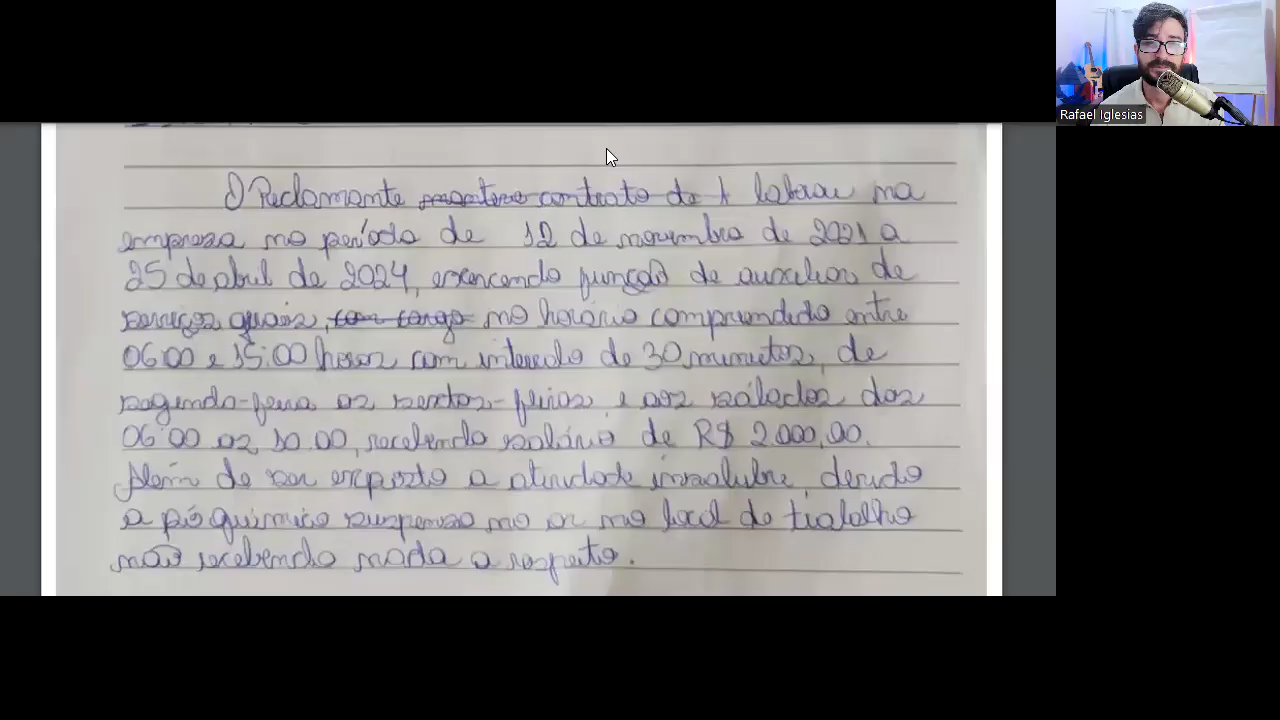 Rafael Iglesias
O Reclamante manteve contrato de t laborou na
empresa no período de 12 de novembro de 2021 a
25 de abril de 2024, exercendo função de auxiliar de
serviços gerais, com cargo no horário compreendido entre
06:00 e 15:00 horas com intervalo de 30 minutos, de
segunda-feira as sextas-feiras e aos sábados das
06:00 as 10:00, recebendo salário de R$ 2.000,00.
Além de ser exposto a atividade insalubre, devido
a pó químico suspenso no ar no local de trabalho
não recebendo nada a respeito.